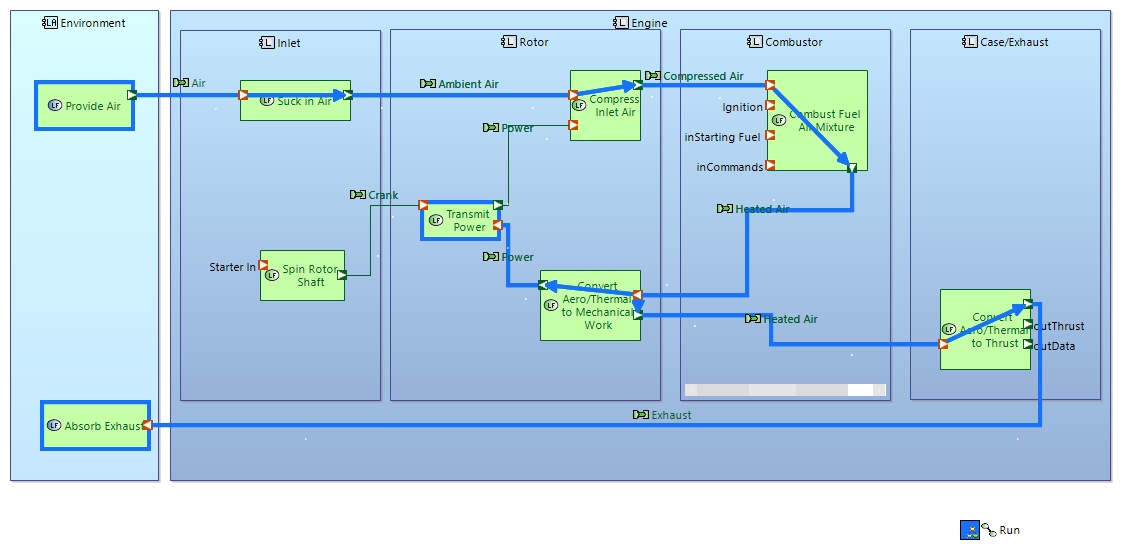 LA Environment
L Engine
L Inlet
L Rotor
L Combustor
L Case/Exhaust
Air
Ambient Air
Compressed Air
LF Provide Air
LF Suck in Air
LF Compress
Inlet Air
Ignition
LF Combust Fuel
Air Mixture
Power
inStarting Fuel
inCommands
Crank
LF Transmit
Power
Heated Air
Power
Starter In
LF Spin Rotor
Shaft
LF Convert
Aero/Thermal
to Mechanical
Work
Heated Air
LF Convert
Aero/Thermal
to Thrust
outThrust
outData
Exhaust
LF Absorb Exhaust
Run